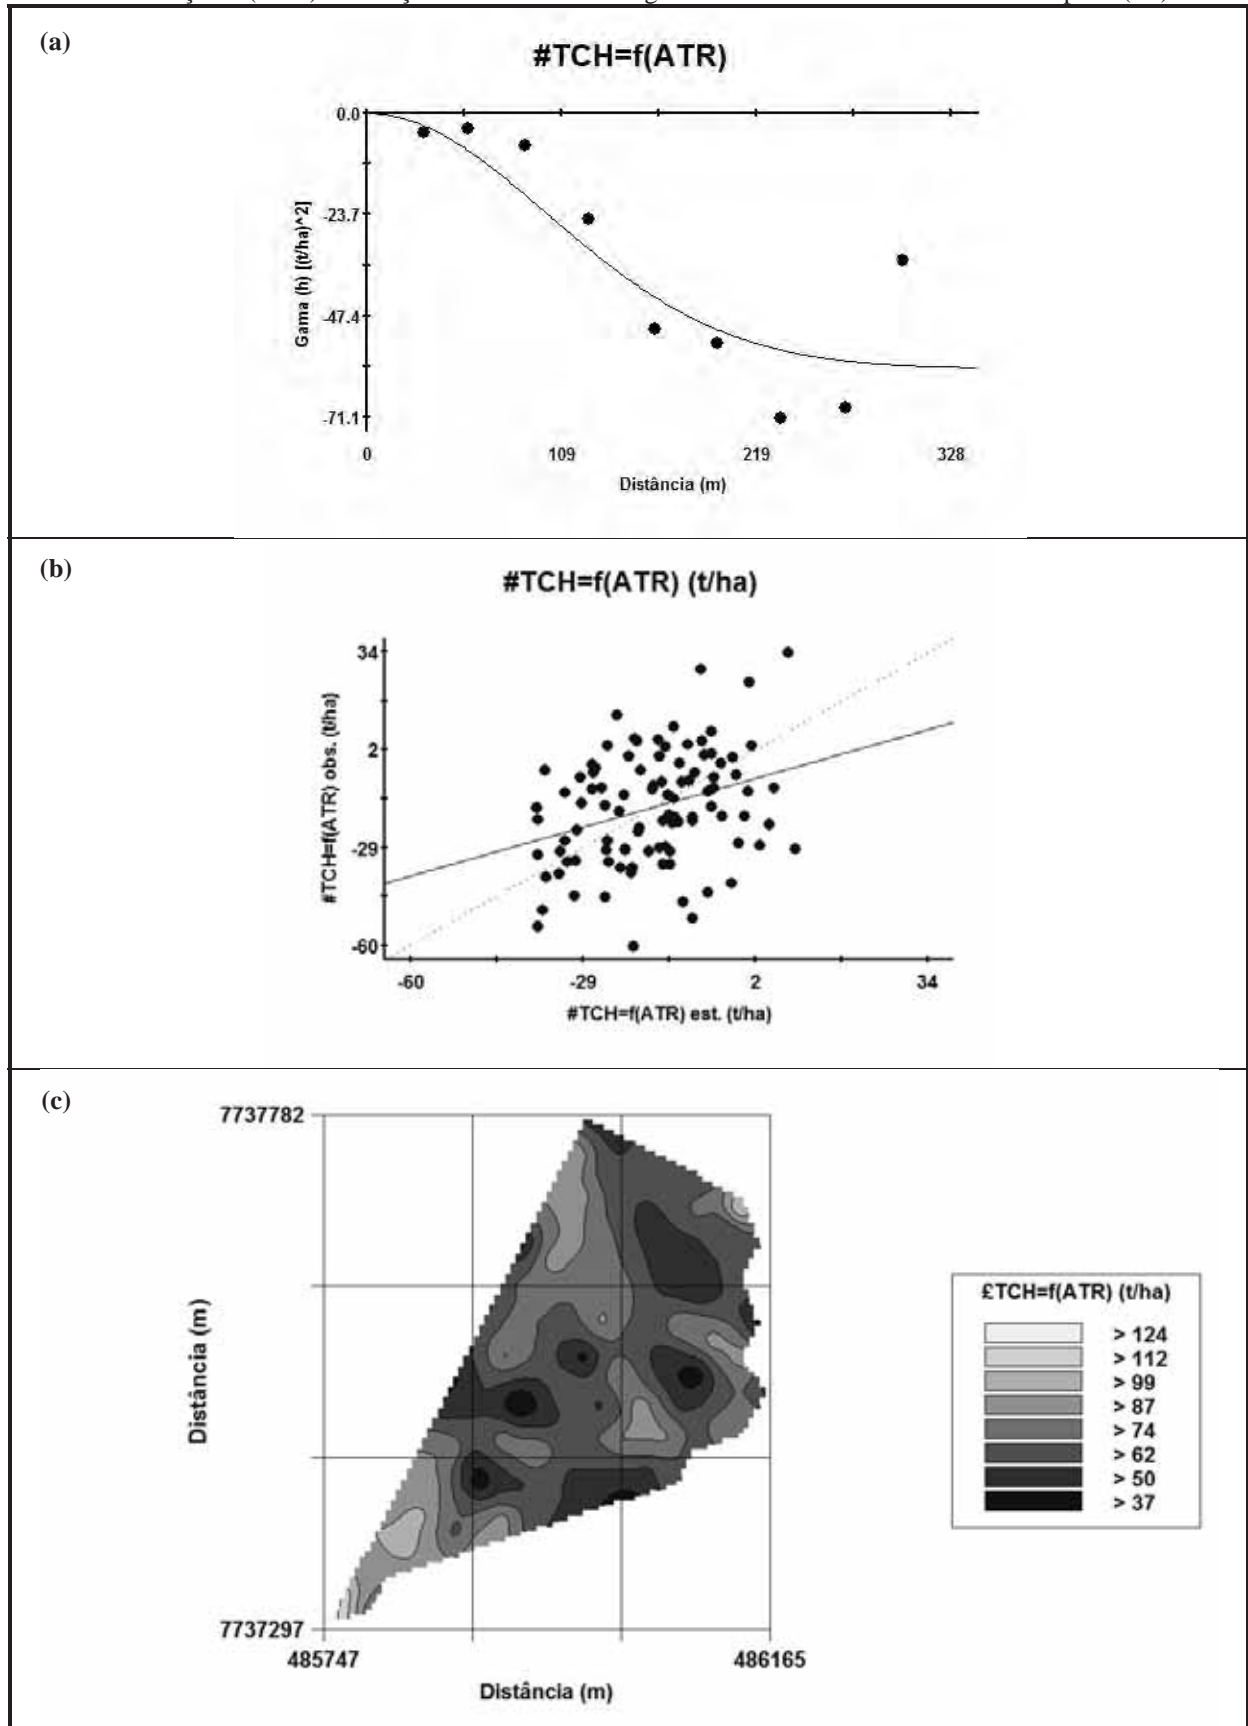 (a)
#TCH=f(ATR)
0.0
-23.7
-47.4
-71.1
Gama (h) [(t/ha)^2]
0 109 219 328
Distância (m)
(b)
#TCH=f(ATR) (t/ha)
34
2
-29
-60
#TCH=f(ATR) obs. (t/ha)
-60 -29 2 34
#TCH=f(ATR) est. (t/ha)
(c)
7737782
Distância (m)
7737297
485747 486165
Distância (m)
£TCH=f(ATR) (t/ha)
> 124
> 112
> 99
> 87
> 74
> 62
> 50
> 37